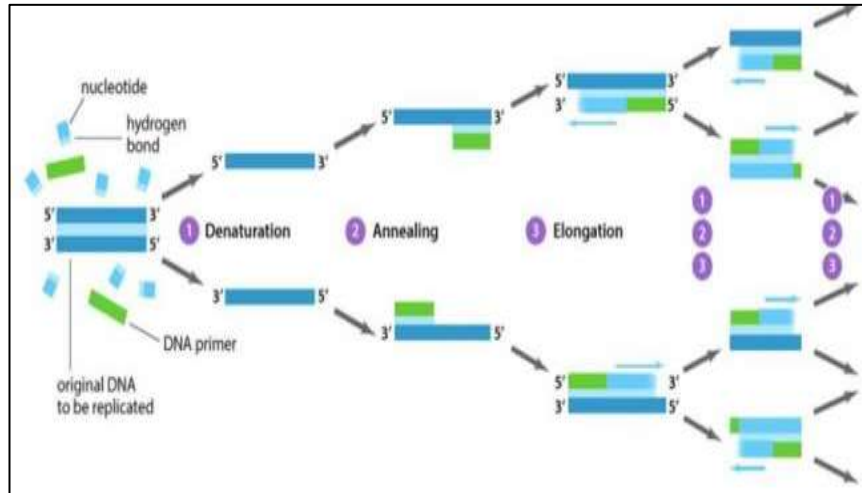 nucleotide
hydrogen
bond
5' 3'
3' 5'
5' 3'
5' 3'
5' 3'
3' 5'
1 Denaturation
2 Annealing
3 Elongation
1
2
3
1
2
3
3' 5'
3' 5'
5' 3'
3' 5'
DNA primer
original DNA
to be replicated